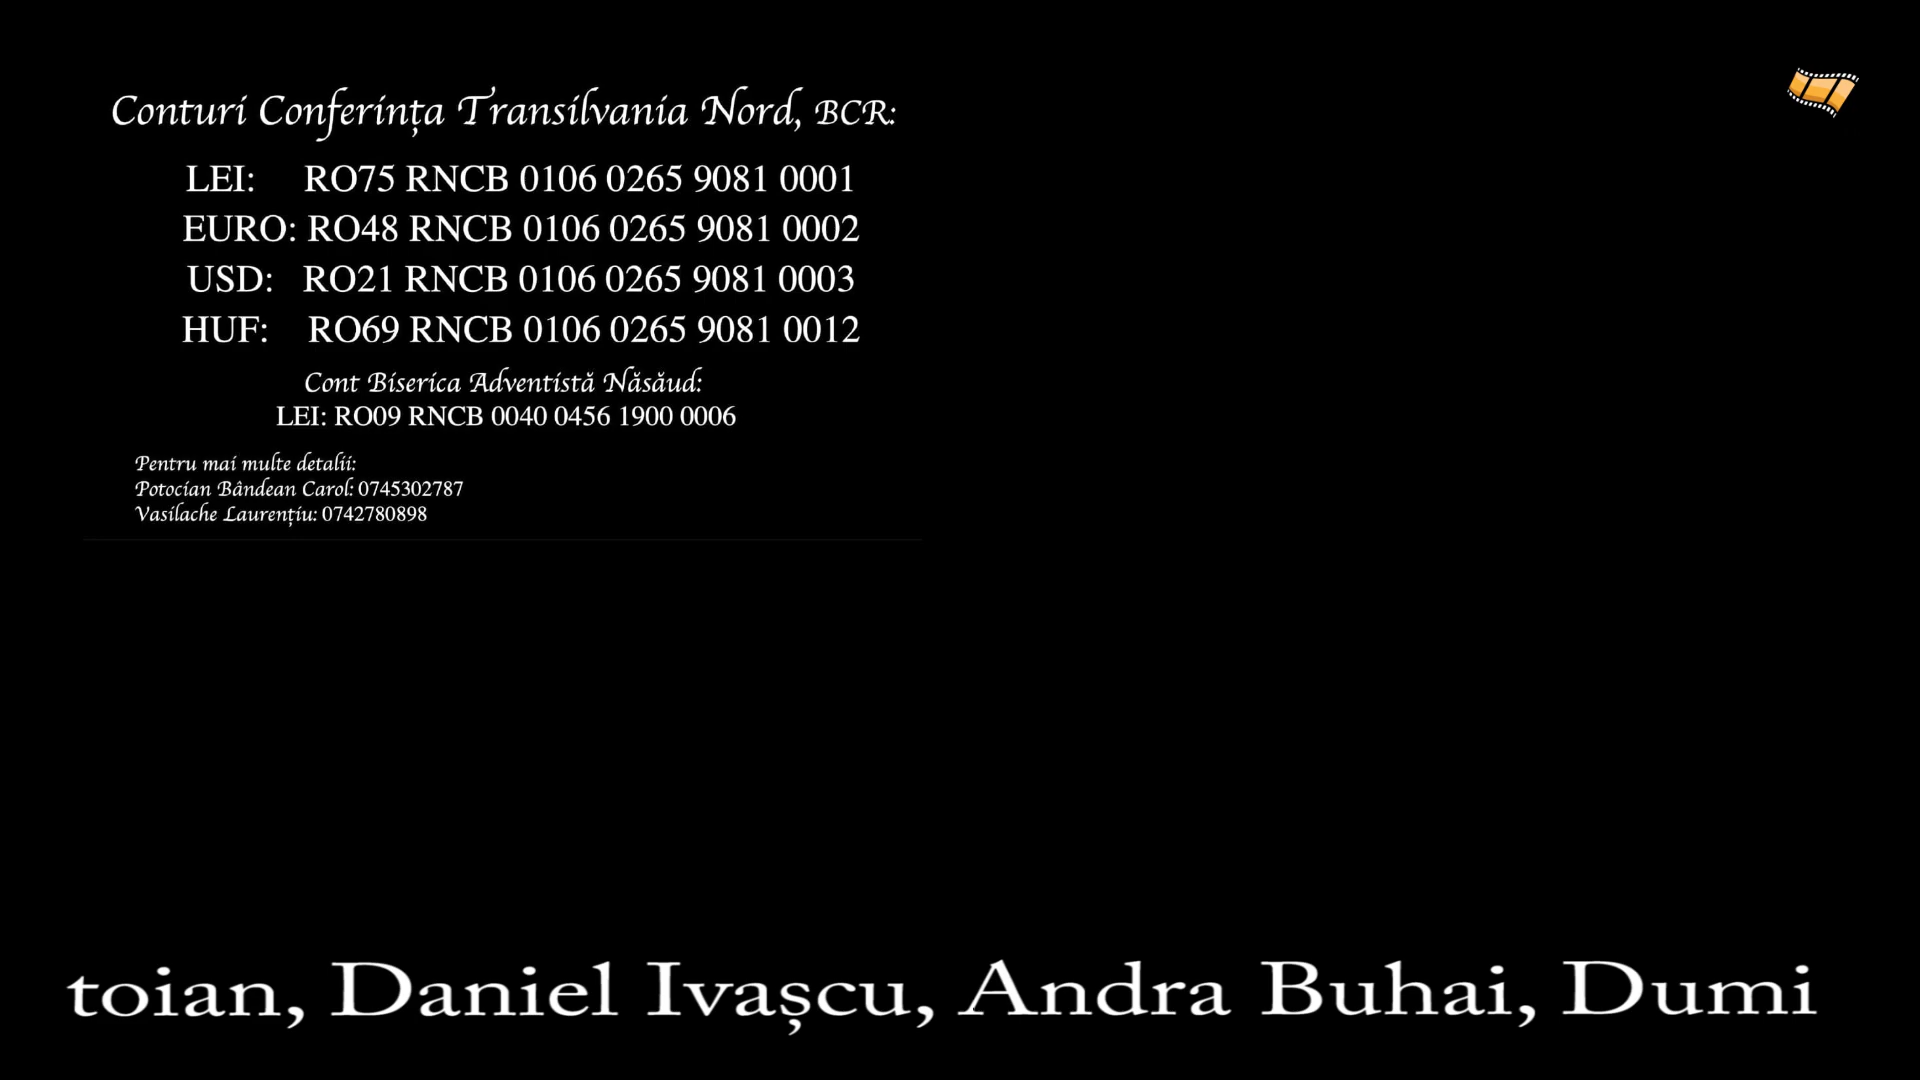 Conturi Conferința Transilvania Nord, BCR:
LEI: RO75 RNCB 0106 0265 9081 0001
EURO: RO48 RNCB 0106 0265 9081 0002
USD: RO21 RNCB 0106 0265 9081 0003
HUF: RO69 RNCB 0106 0265 9081 0012
Cont Biserica Adventistă Năsăud:
LEI: RO09 RNCB 0040 0456 1900 0006
Pentru mai multe detalii:
Potocian Bândean Carol: 0745302787
Vasilache Laurențiu: 0742780898
toian, Daniel Ivașcu, Andra Buhai, Dumi